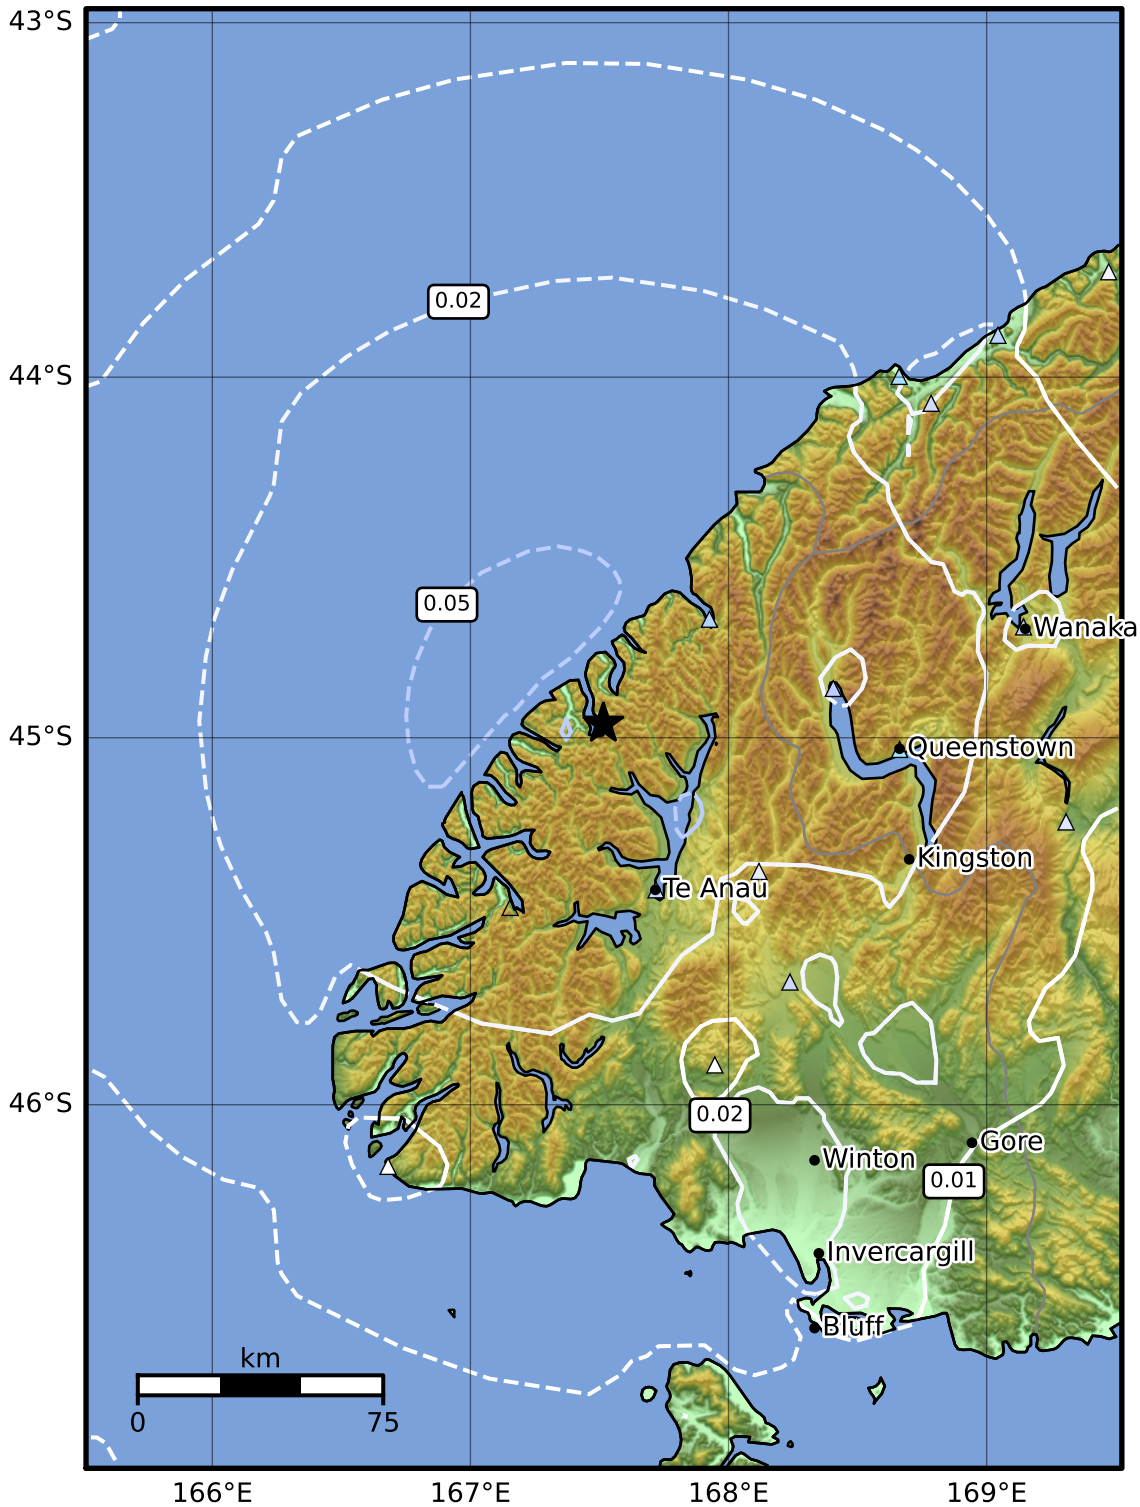 43°S
0.02
44°S
0.05
Wanaka
45°S
Queenstown
Kingston
Te Anau
46°S
0.02
Gore
Winton
0.01
Invercargill
Bluff
km
0 75
166°E 167°E 168°E 169°E